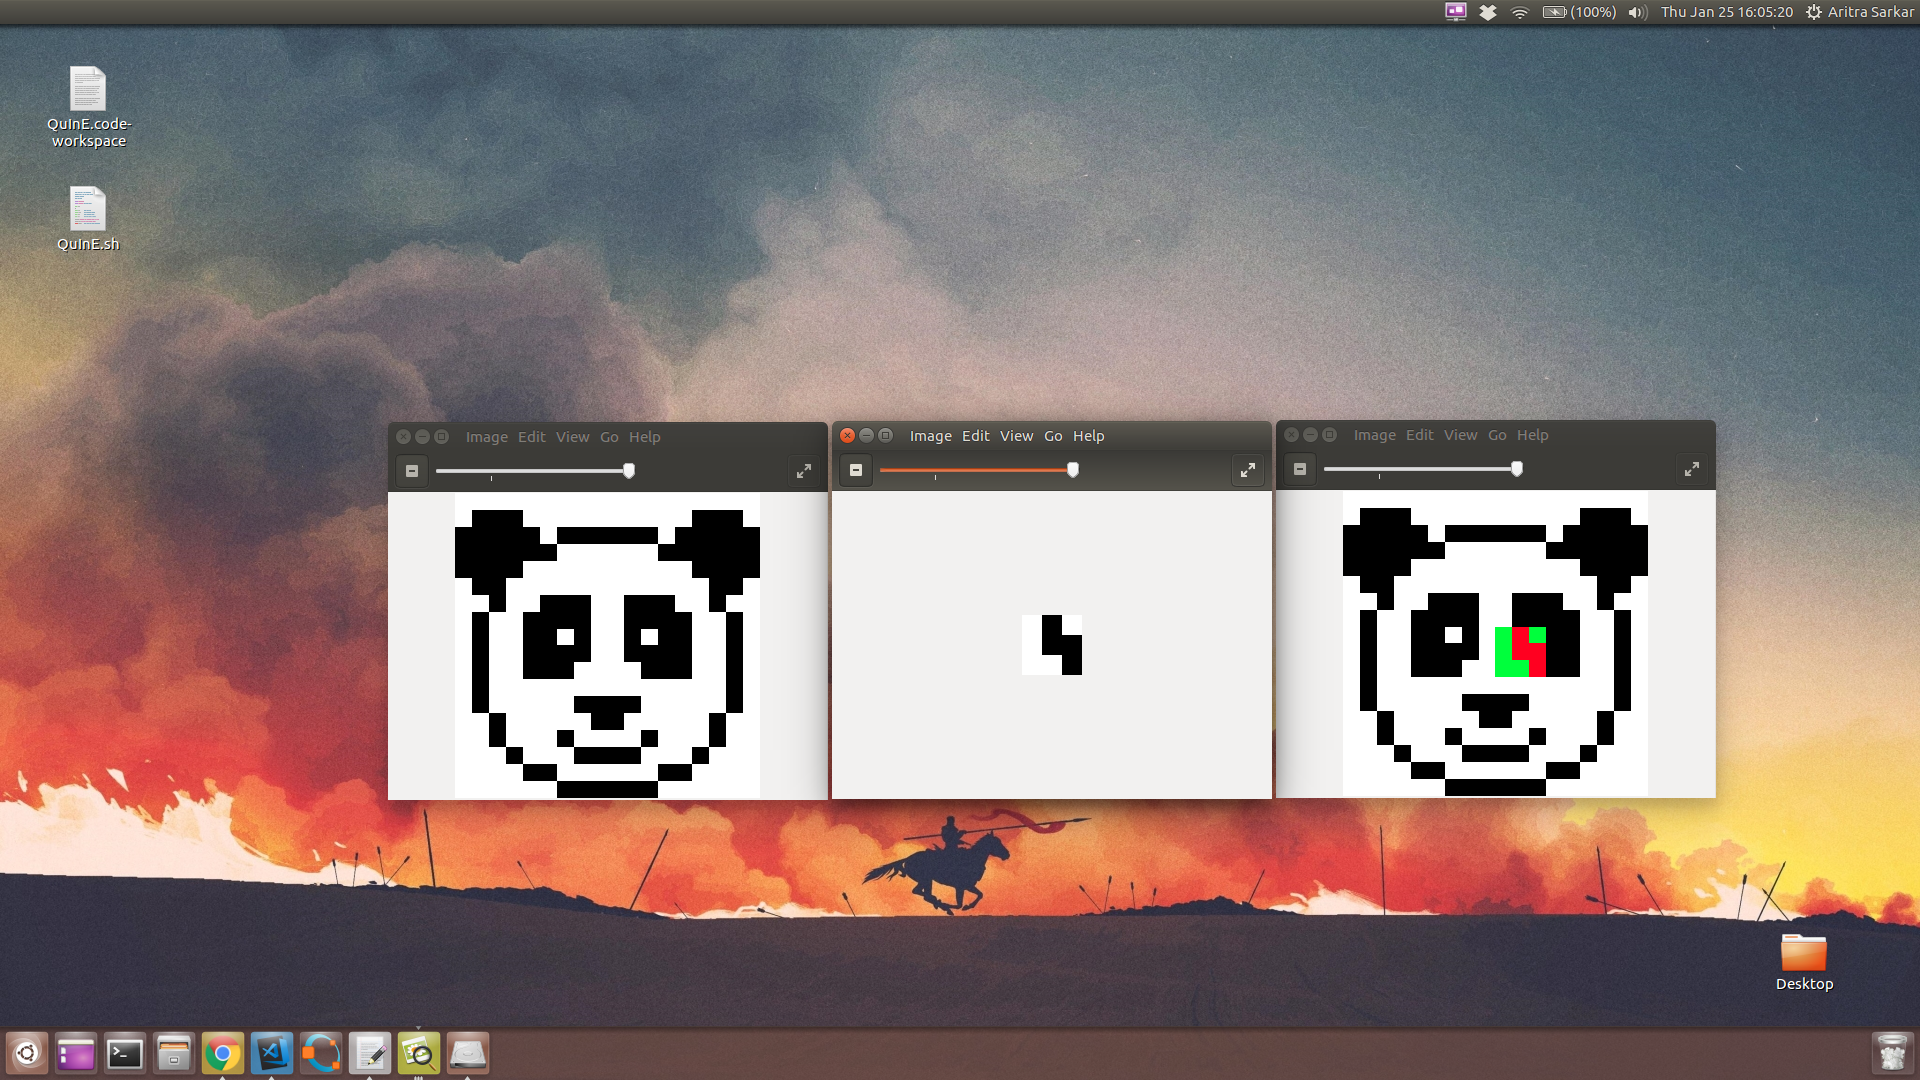 (100%) Thu Jan 25 16:05:20 Aritra Sarkar
QuInE.code-
workspace
QuInE.sh
Image Edit View Go Help
Image Edit View Go Help
Image Edit View Go Help
Desktop